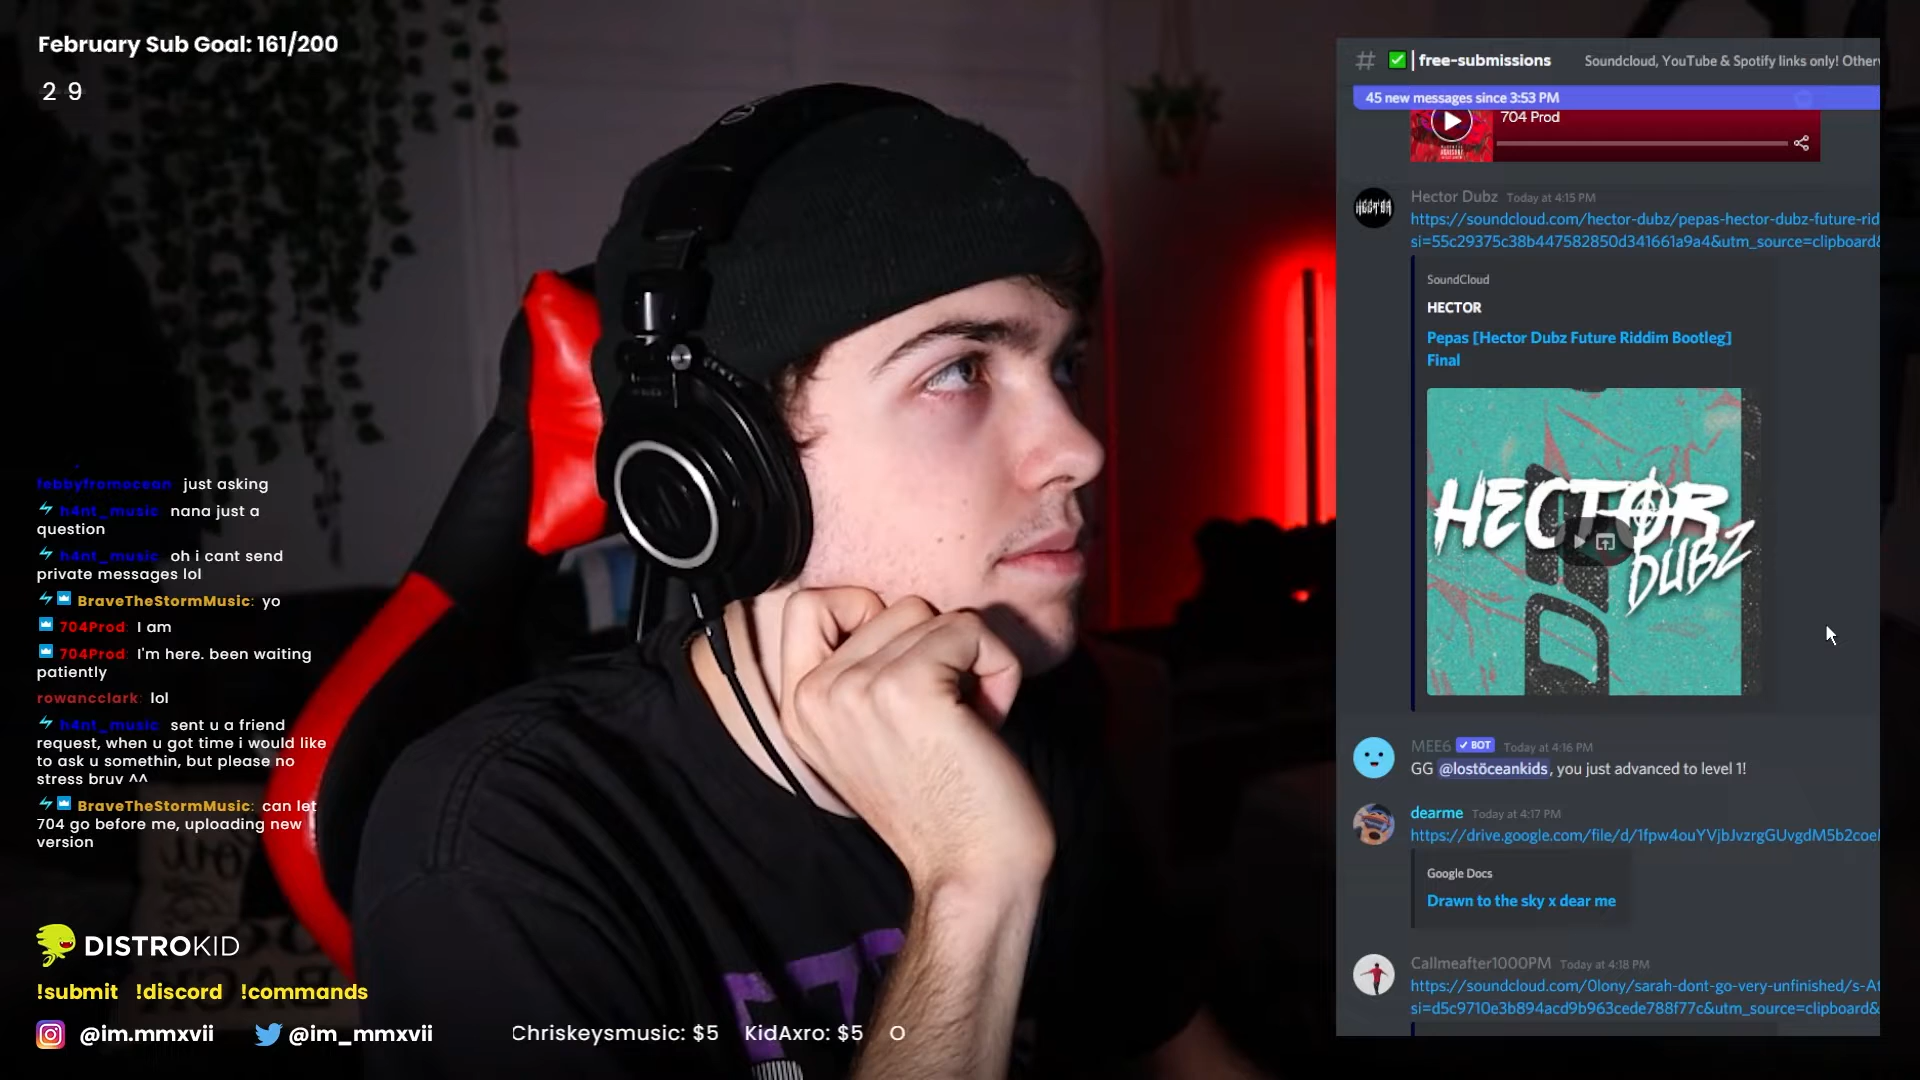 February Sub Goal: 161/200
2 9
febbyfromocean just asking
h4nt_music nana just a
question
h4nt_music oh i cant send
private messages lol
BraveTheStormMusic: yo
704Prod: I am
704Prod: I'm here. been waiting
patiently
rowancclark: lol
h4nt_music sent u a friend
request, when u got time i would like
to ask u somethin, but please no
stress bruv ^^
BraveTheStormMusic: can let
704 go before me, uploading new
version
DISTROKID
!submit !discord !commands
@im.mmxvii @im_mmxvii
Chriskeysmusic: $5 KidAxro: $5 O
# | free-submissions Soundcloud, YouTube & Spotify links only! Otherw
45 new messages since 3:53 PM
704 Prod
Hector Dubz Today at 4:15 PM
https://soundcloud.com/hector-dubz/pepas-hector-dubz-future-rid
si=55c29375c38b447582850d341661a9a4&utm_source=clipboard&
SoundCloud
HECTOR
Pepas [Hector Dubz Future Riddim Bootleg]
Final
HECTOR
DUBZ
MEE6 BOT Today at 4:16 PM
GG @lostöceankids, you just advanced to level 1!
dearme Today at 4:17 PM
https://drive.google.com/file/d/1fpw4ouYVjbJvzrgGUvgdM5b2coe
Google Docs
Drawn to the sky x dear me
Callmeafter1000PM Today at 4:18 PM
https://soundcloud.com/0lony/sarah-dont-go-very-unfinished/s-A
si=d5c9710e3b894acd9b963cede788f77c&utm_source=clipboard&